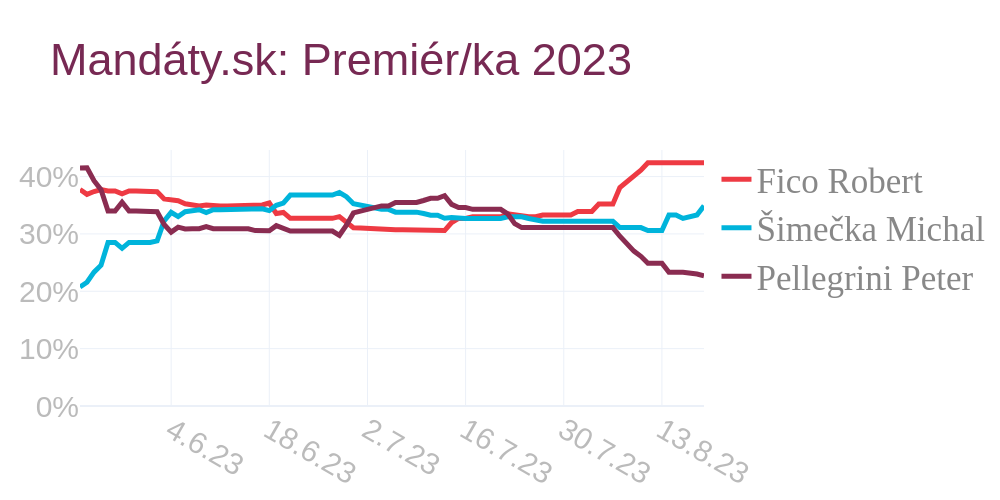 Mandáty.sk: Premiér/ka 2023
40%
30%
20%
10%
0%
4.6.23
18.6.23
2.7.23
16.7.23
30.7.23
13.8.23
Fico Robert
Šimečka Michal
Pellegrini Peter